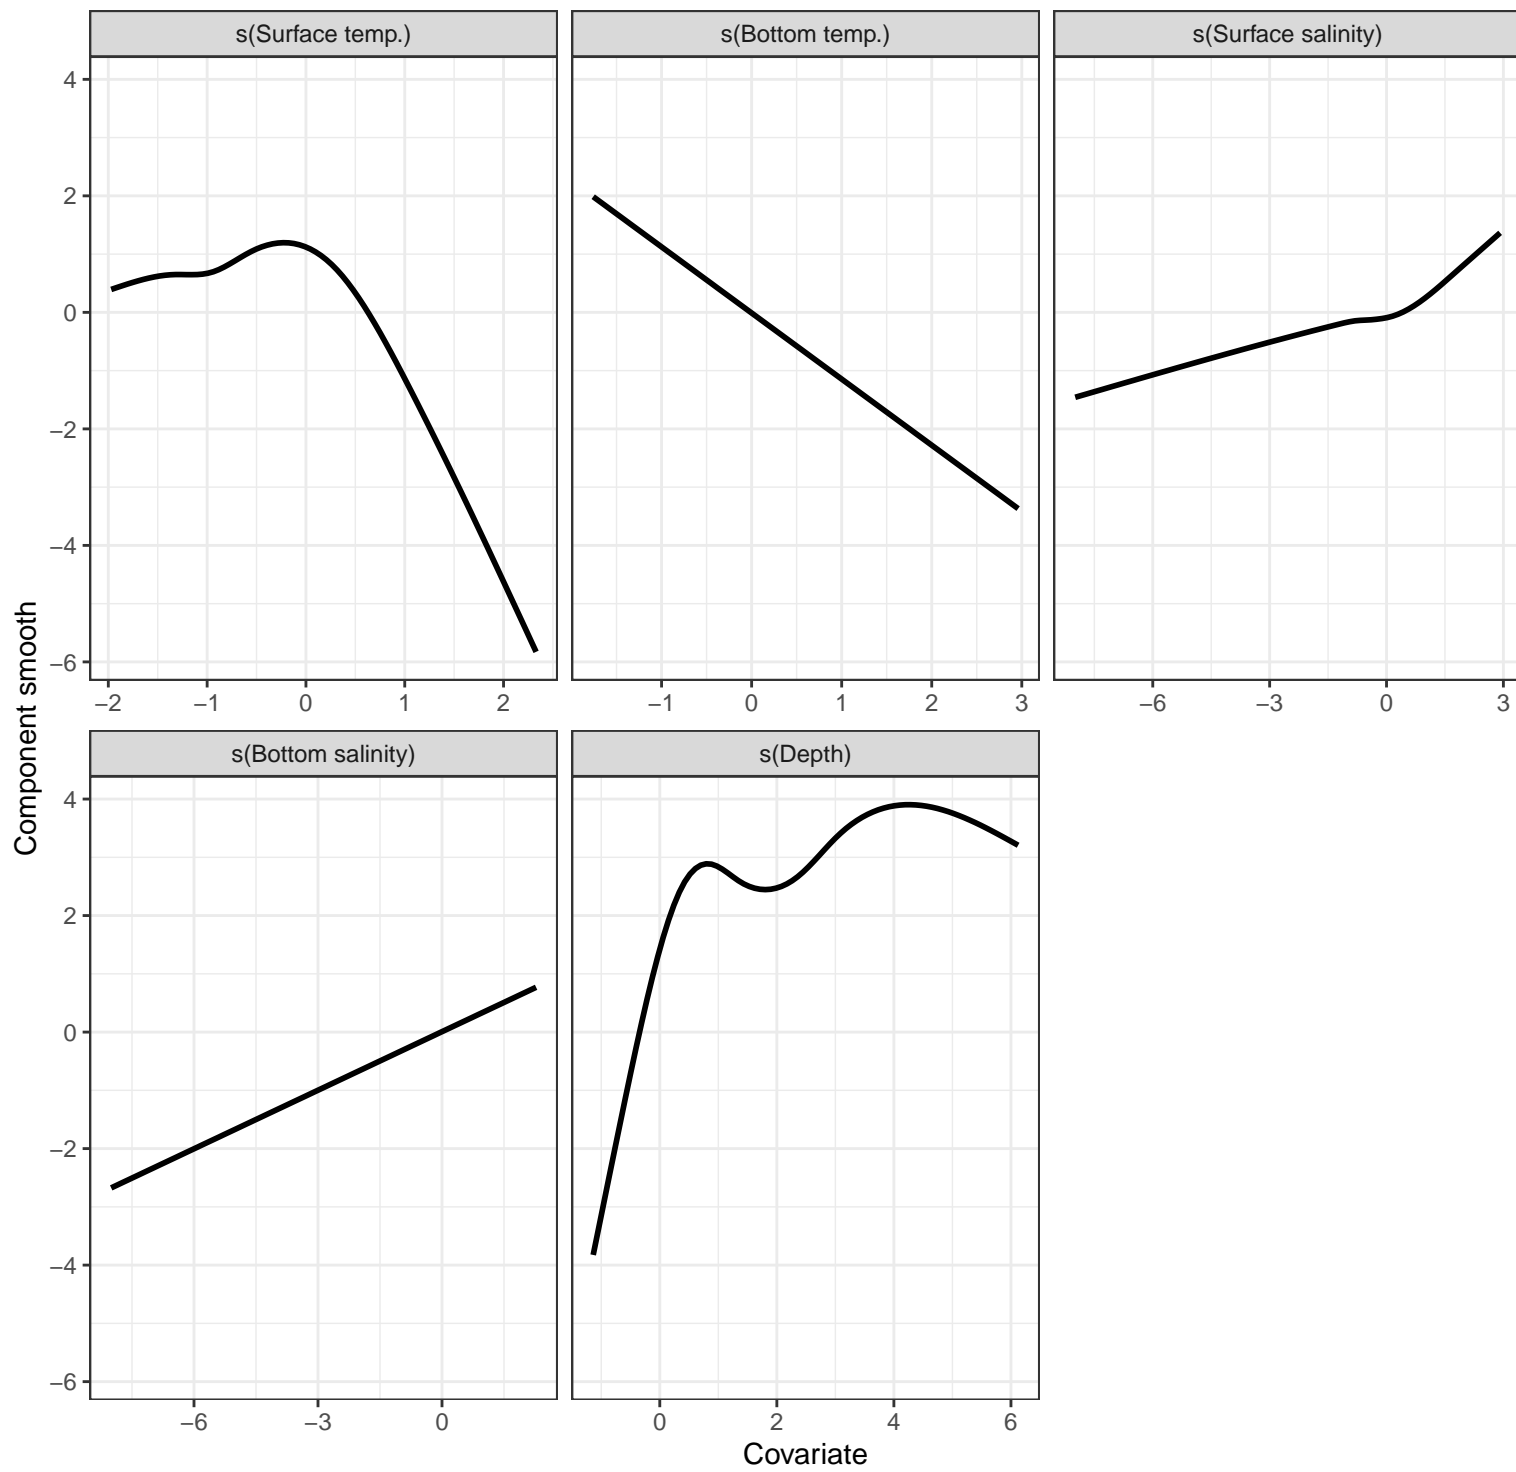 s(Surface temp.) s(Bottom temp.) s(Surface salinity)
4
2
0
−2
−4
−6
−2 −1 0 1 2 −1 0 1 2 3 −6 −3 0 3
s(Bottom salinity) s(Depth)
4
2
0
−2
−4
−6
−6 −3 0 0 2 4 6
Component smooth
Covariate